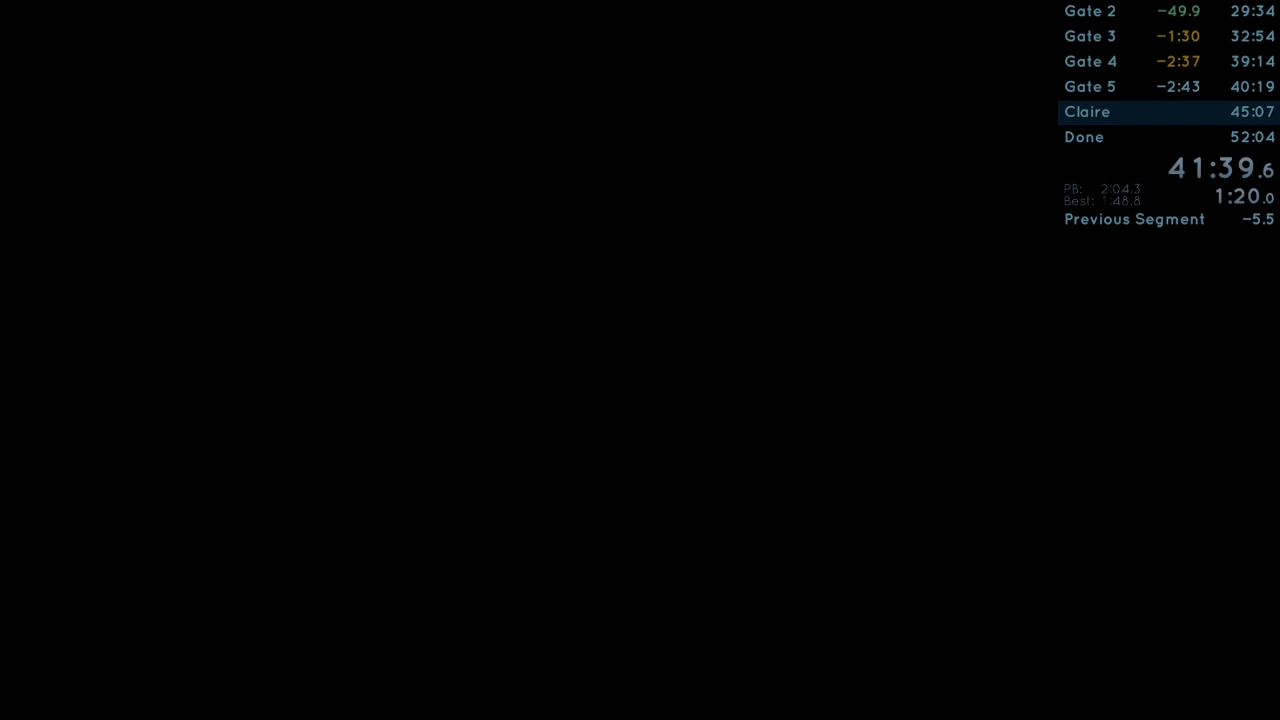 Gate 2 −49.9 29:34
Gate 3 −1:30 32:54
Gate 4 −2:37 39:14
Gate 5 −2:43 40:19
Claire 45:07
Done 52:04
41:39.6
PB: 2:04.3
Best: 1:48.8
1:20.0
Previous Segment −5.5